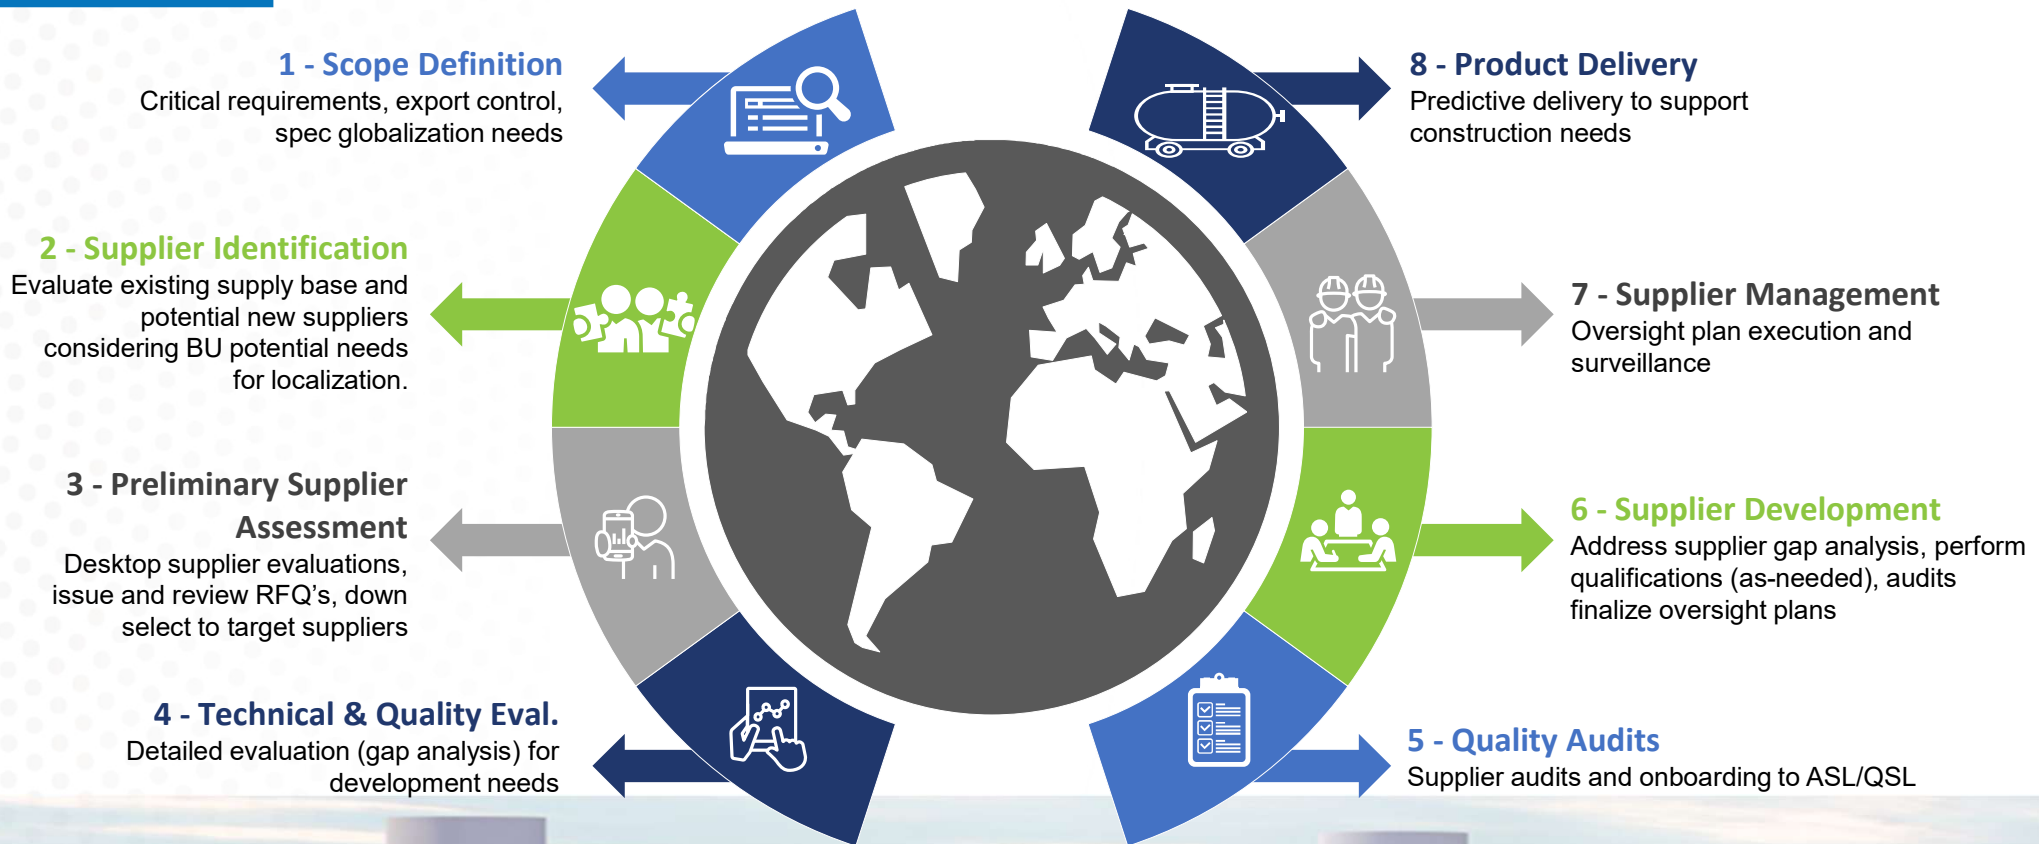 1 - Scope Definition
Critical requirements, export control,
spec globalization needs
2 - Supplier Identification
Evaluate existing supply base and
potential new suppliers
considering BU potential needs
for localization.
3 - Preliminary Supplier
Assessment
Desktop supplier evaluations,
issue and review RFQ’s, down
select to target suppliers
4 - Technical & Quality Eval.
Detailed evaluation (gap analysis) for
development needs
5 - Quality Audits
Supplier audits and onboarding to ASL/QSL
6 - Supplier Development
Address supplier gap analysis, perform
qualifications (as-needed), audits
finalize oversight plans
7 - Supplier Management
Oversight plan execution and
surveillance
8 - Product Delivery
Predictive delivery to support
construction needs